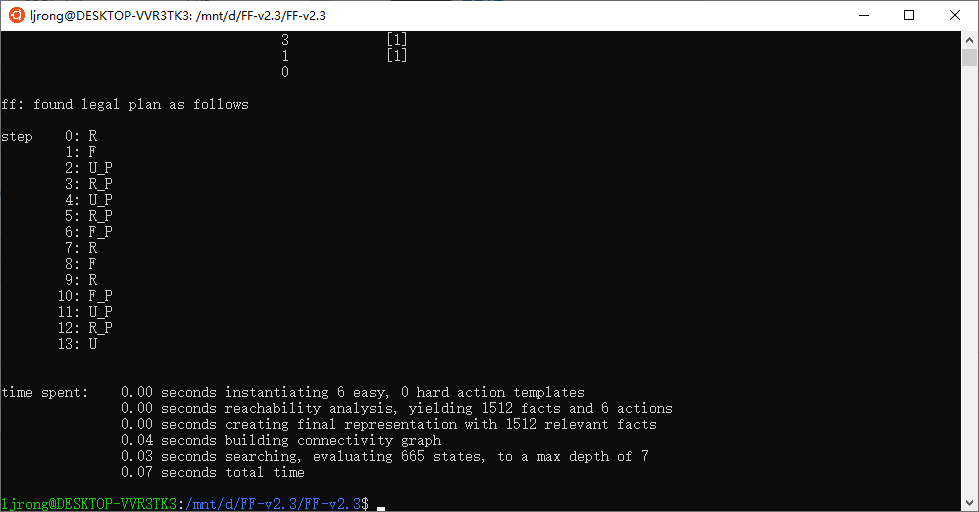 ljrong@DESKTOP-VVR3TK3: /mnt/d/FF-v2.3/FF-v2.3
3 [1]
1 [1]
0
ff: found legal plan as follows
step 0: R
1: F
2: U_P
3: R_P
4: U_P
5: R_P
6: F_P
7: R
8: F
9: R
10: F_P
11: U_P
12: R_P
13: U
time spent: 0.00 seconds instantiating 6 easy, 0 hard action templates
0.00 seconds reachability analysis, yielding 1512 facts and 6 actions
0.00 seconds creating final representation with 1512 relevant facts
0.04 seconds building connectivity graph
0.03 seconds searching, evaluating 665 states, to a max depth of 7
0.07 seconds total time
ljrong@DESKTOP-VVR3TK3:/mnt/d/FF-v2.3/FF-v2.3$